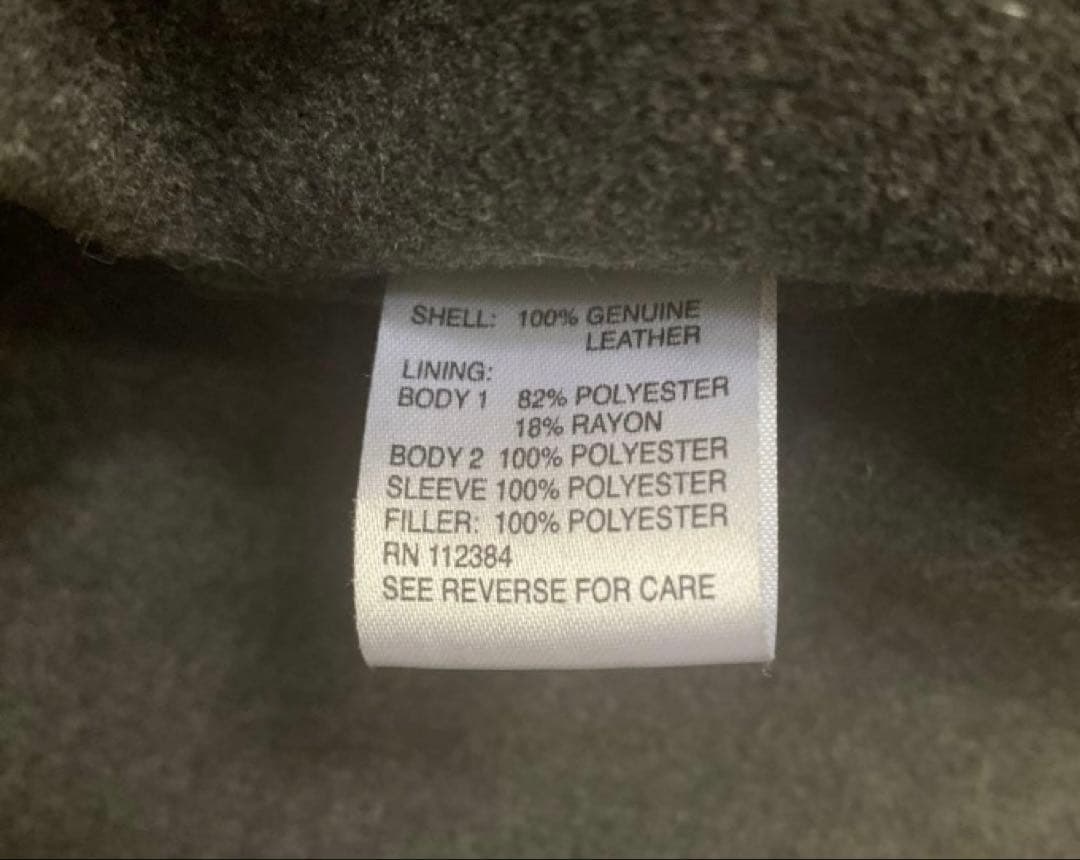 SHELL: 100% GENUINE
LEATHER
LINING:
BODY 1 82% POLYESTER
18% RAYON
BODY 2 100% POLYESTER
SLEEVE 100% POLYESTER
FILLER: 100% POLYESTER
RN 112384
SEE REVERSE FOR CARE